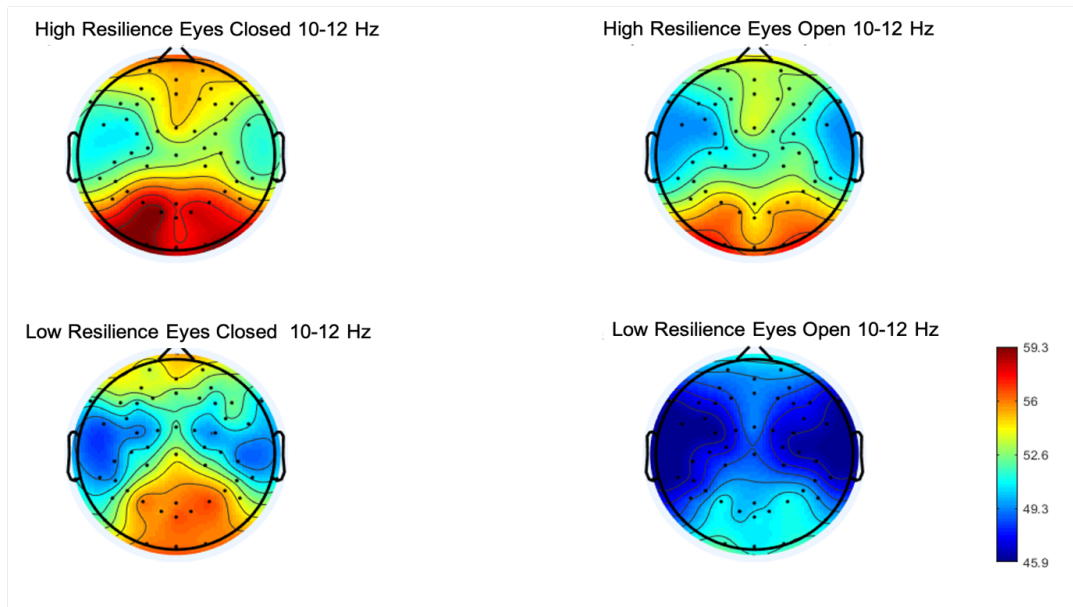 High Resilience Eyes Closed 10-12 Hz
High Resilience Eyes Open 10-12 Hz
Low Resilience Eyes Closed  10-12 Hz
Low Resilience Eyes Open 10-12 Hz
59.3
56
52.6
49.3
45.9